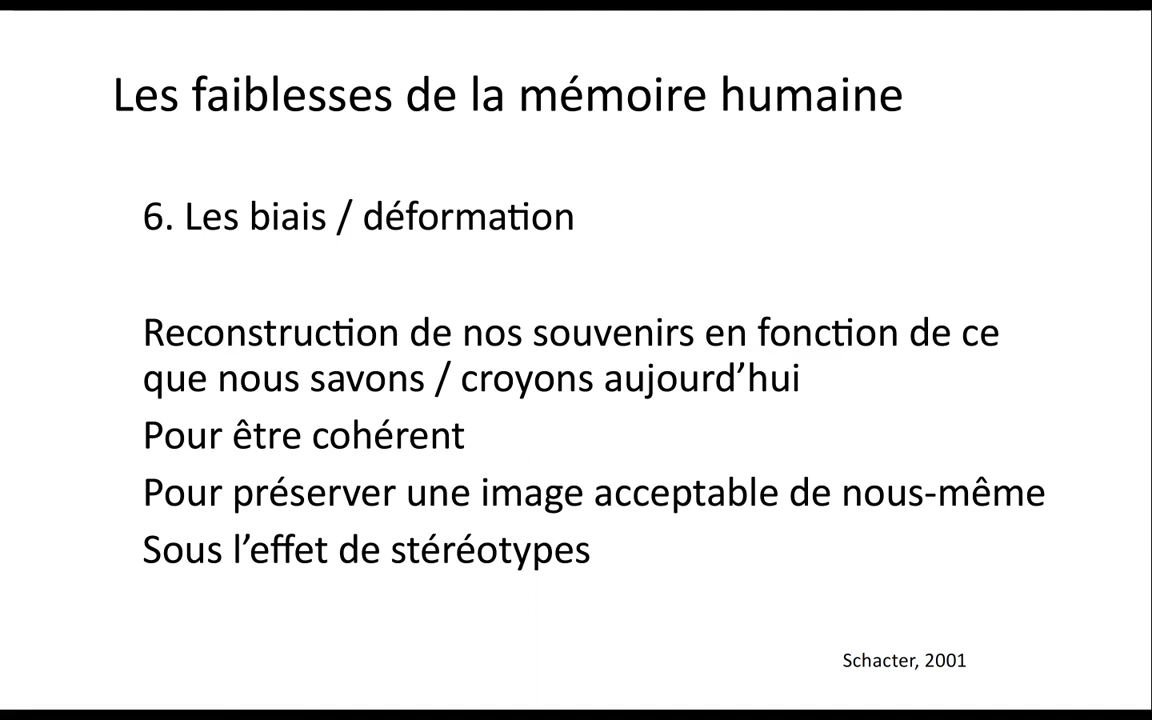 Les faiblesses de la mémoire humaine
6. Les biais / déformation
Reconstruction de nos souvenirs en fonction de ce
que nous savons / croyons aujourd’hui
Pour être cohérent
Pour préserver une image acceptable de nous-même
Sous l’effet de stéréotypes
Schacter, 2001